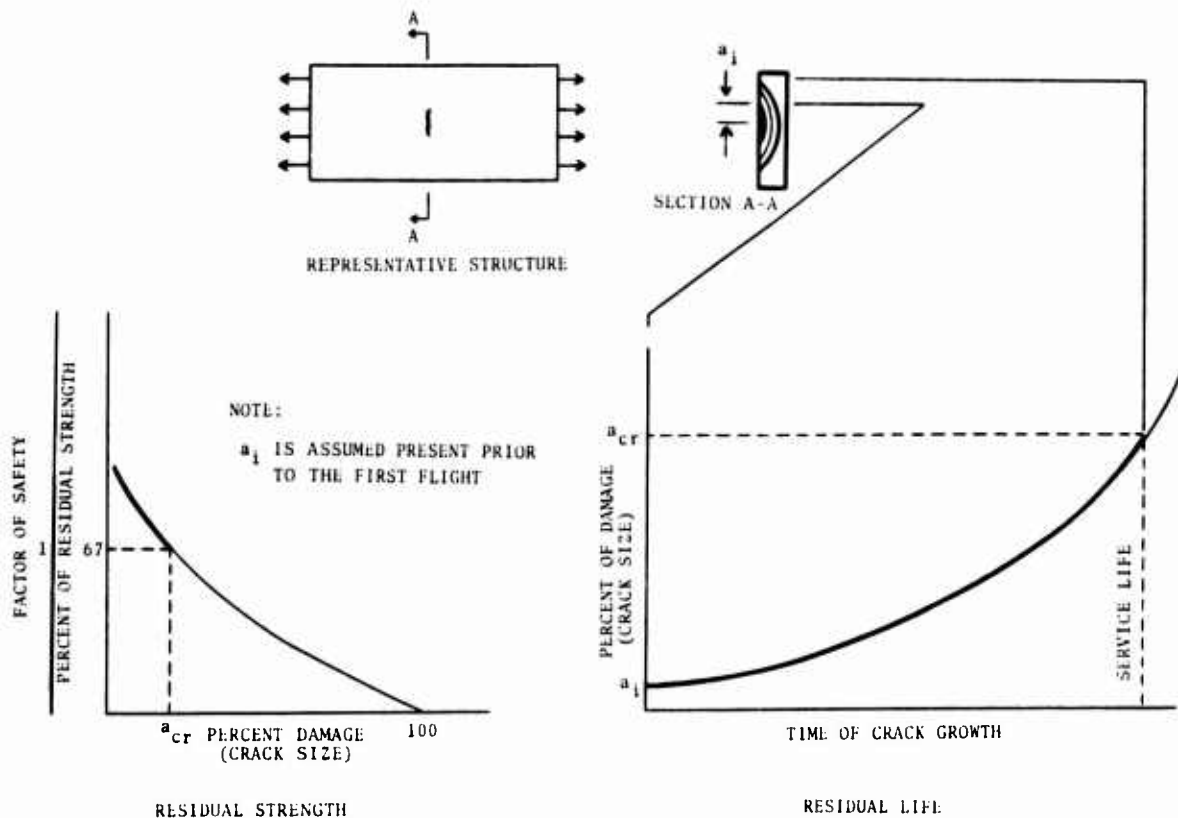 A
A
REPRESENTATIVE STRUCTURE
a_i
SECTION A-A
FACTOR OF SAFETY
PERCENT OF RESIDUAL STRENGTH
1
67
NOTE:
a_i IS ASSUMED PRESENT PRIOR
TO THE FIRST FLIGHT
a_cr PERCENT DAMAGE
(CRACK SIZE)
100
RESIDUAL STRENGTH
PERCENT OF DAMAGE
(CRACK SIZE)
a_cr
a_i
SERVICE LIFE
TIME OF CRACK GROWTH
RESIDUAL LIFE